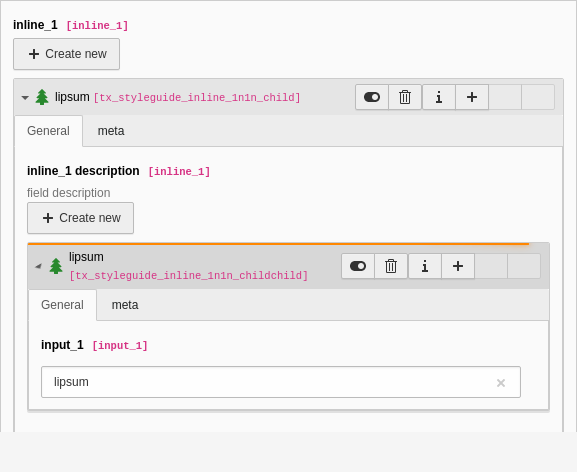 inline_1 [inline_1]
Create new
lipsum [tx_styleguide_inline_1n1n_child]
General meta
inline_1 description [inline_1]
field description
Create new
lipsum
[tx_styleguide_inline_1n1n_childchild]
General meta
input_1 [input_1]
lipsum